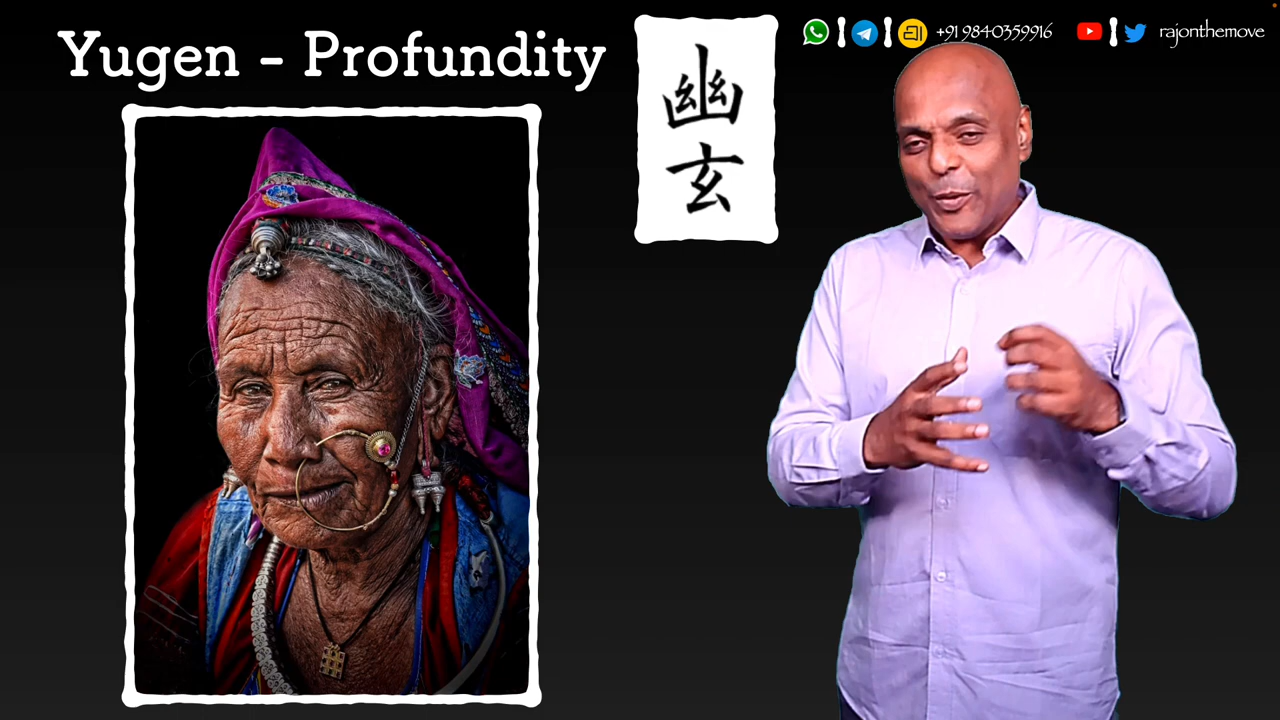 Yugen - Profundity
幽
玄
+91 9840359916
rajonthemove